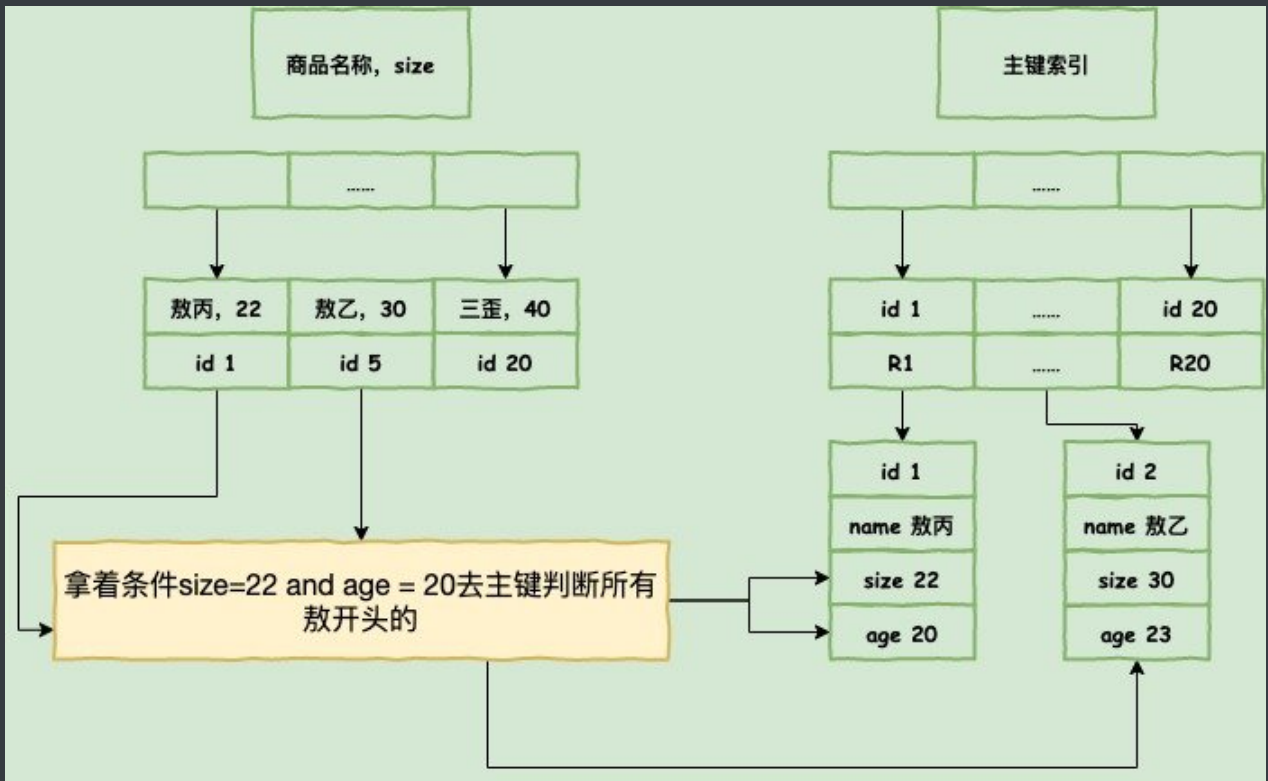 商品名称，size
主键索引
……
……
敖丙，22
敖乙，30
三歪，40
id 1
id 5
id 20
id 1
……
id 20
R1
……
R20
id 1
name 敖丙
size 22
age 20
id 2
name 敖乙
size 30
age 23
拿着条件size=22 and age = 20去主键判断所有
敖开头的